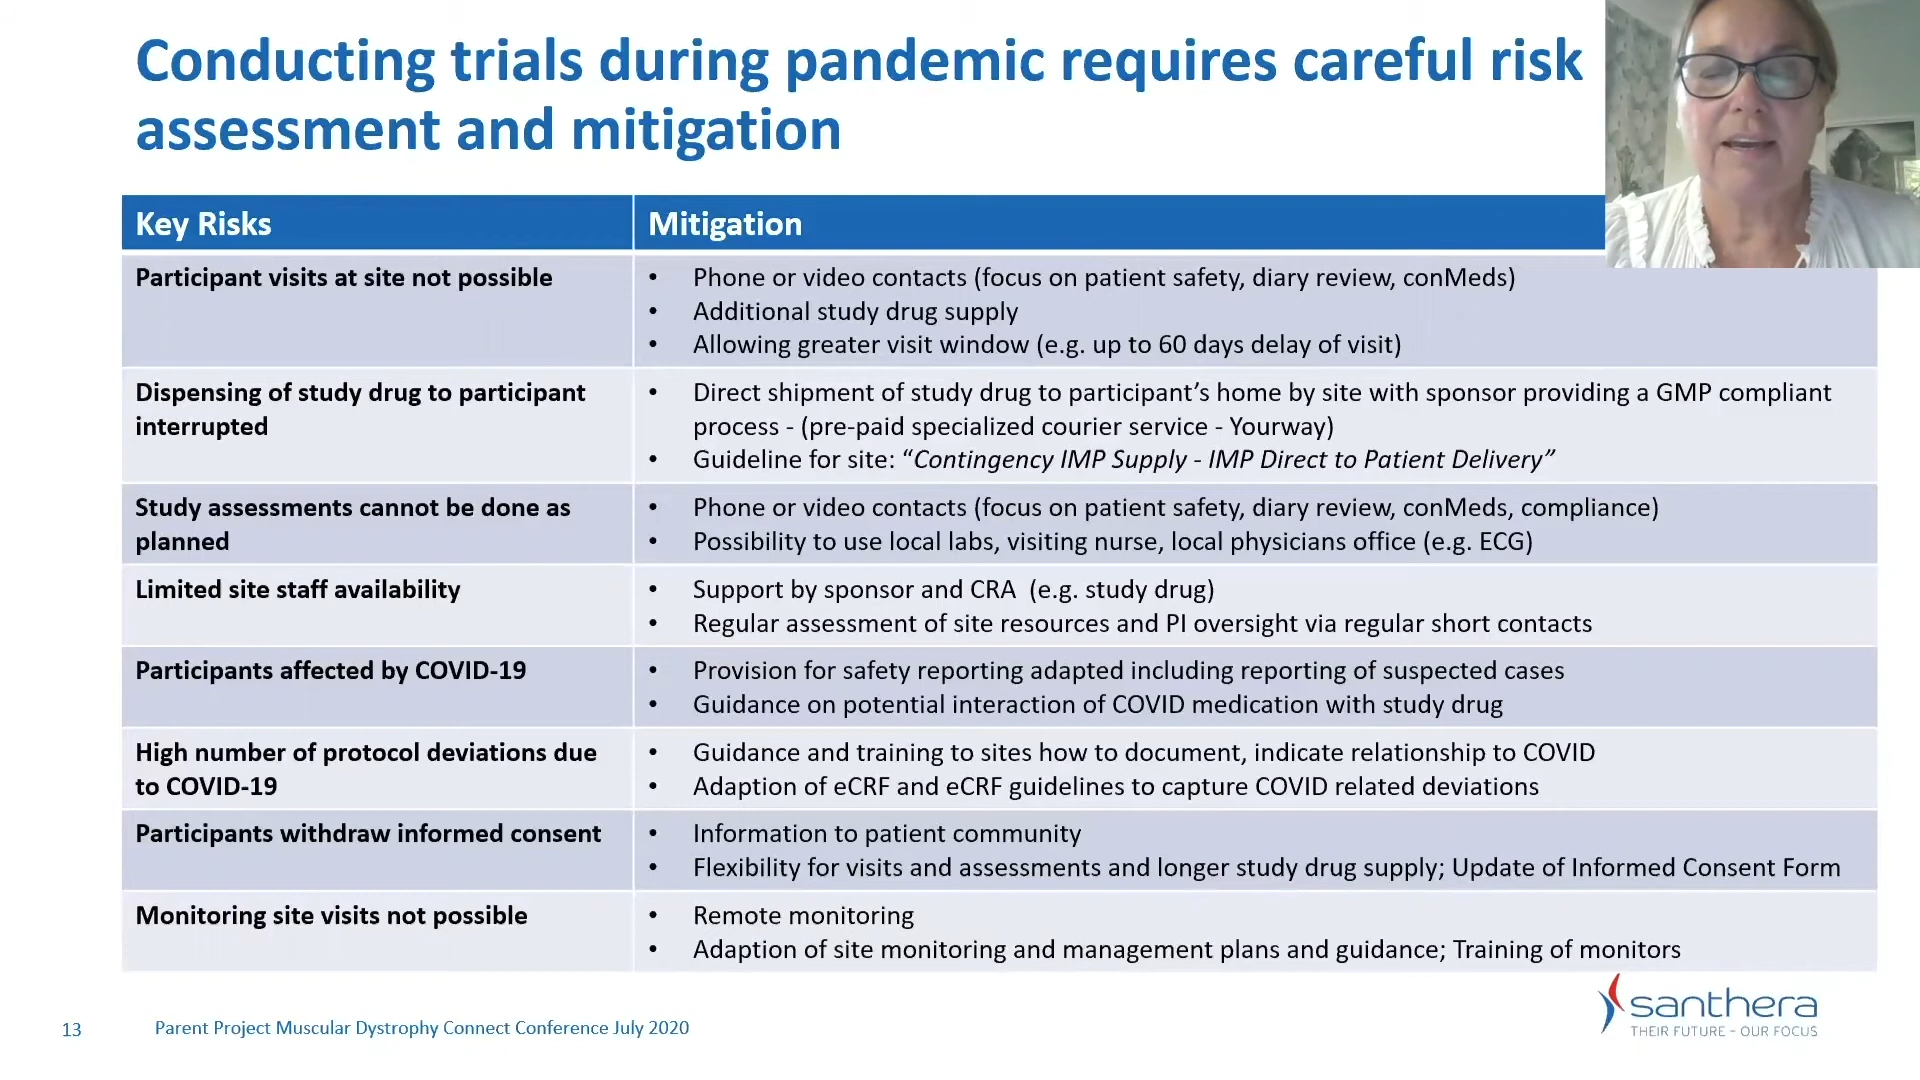 Conducting trials during pandemic requires careful risk
assessment and mitigation
Key Risks
Mitigation
Participant visits at site not possible
• Phone or video contacts (focus on patient safety, diary review, conMeds)
• Additional study drug supply
• Allowing greater visit window (e.g. up to 60 days delay of visit)
Dispensing of study drug to participant
interrupted
• Direct shipment of study drug to participant’s home by site with sponsor providing a GMP compliant
process - (pre-paid specialized courier service - Yourway)
• Guideline for site: “Contingency IMP Supply - IMP Direct to Patient Delivery”
Study assessments cannot be done as
planned
• Phone or video contacts (focus on patient safety, diary review, conMeds, compliance)
• Possibility to use local labs, visiting nurse, local physicians office (e.g. ECG)
Limited site staff availability
• Support by sponsor and CRA (e.g. study drug)
• Regular assessment of site resources and PI oversight via regular short contacts
Participants affected by COVID-19
• Provision for safety reporting adapted including reporting of suspected cases
• Guidance on potential interaction of COVID medication with study drug
High number of protocol deviations due
to COVID-19
• Guidance and training to sites how to document, indicate relationship to COVID
• Adaption of eCRF and eCRF guidelines to capture COVID related deviations
Participants withdraw informed consent
• Information to patient community
• Flexibility for visits and assessments and longer study drug supply; Update of Informed Consent Form
Monitoring site visits not possible
• Remote monitoring
• Adaption of site monitoring and management plans and guidance; Training of monitors
13
Parent Project Muscular Dystrophy Connect Conference July 2020
santhera
THEIR FUTURE – OUR FOCUS